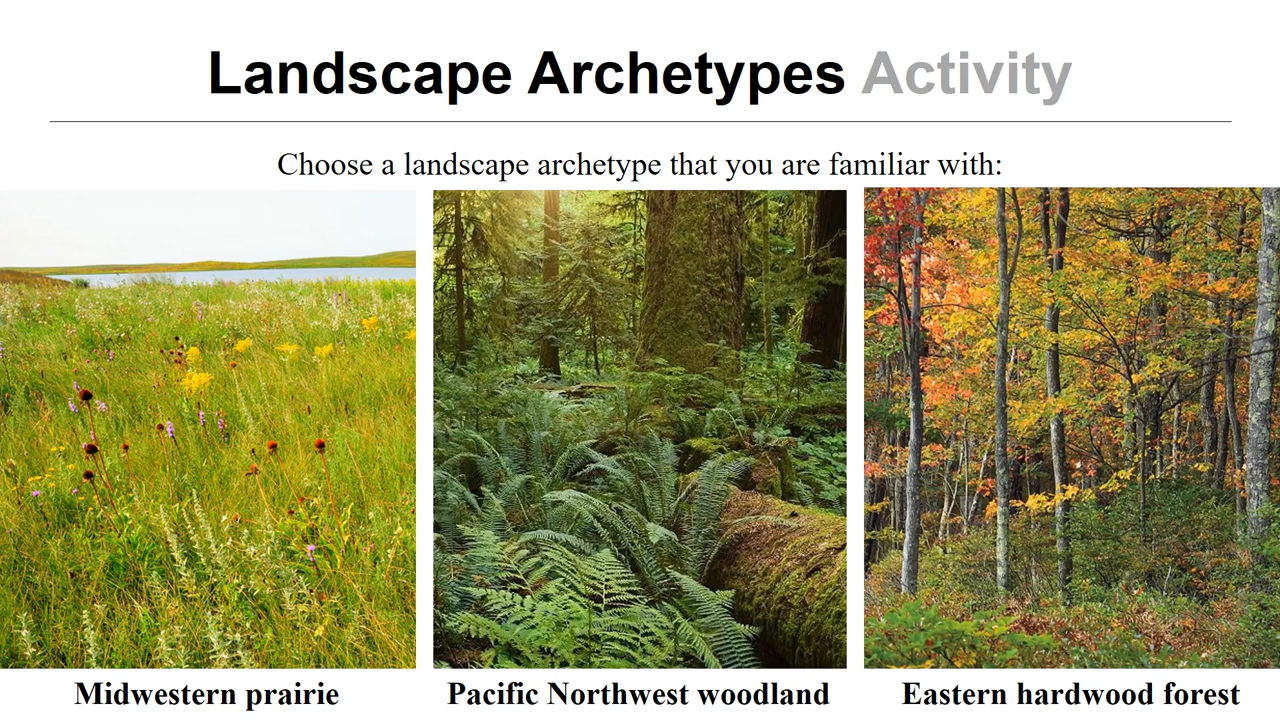 Landscape Archetypes Activity
Choose a landscape archetype that you are familiar with:
Midwestern prairie
Pacific Northwest woodland
Eastern hardwood forest